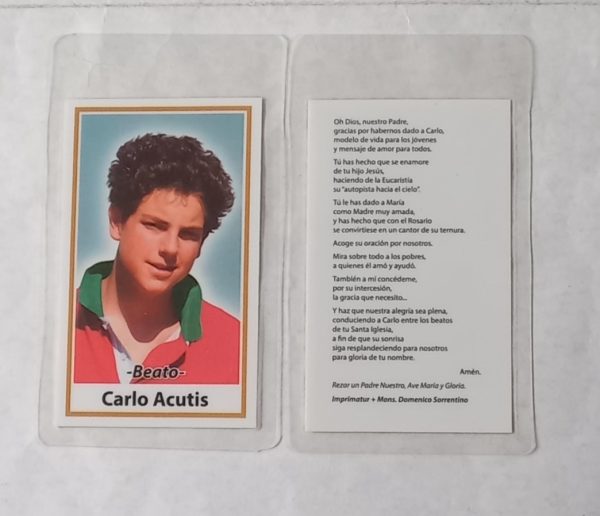 -Beato-
Carlo Acutis
Oh Dios, nuestro Padre,
gracias por habernos dado a Carlo,
modelo de vida para los jóvenes
y mensaje de amor para todos.
Tú has hecho que se enamore
de tu hijo Jesús,
haciendo de la Eucaristía
su "autopista hacia el cielo".
Tú le has dado a María
como Madre muy amada,
y has hecho que con el Rosario
se convirtiese en un cantor de su ternura.
Acoge su oración por nosotros.
Mira sobre todo a los pobres,
a quienes él amó y ayudó.
También a mí concédeme,
por su intercesión,
la gracia que necesito...
Y haz que nuestra alegría sea plena,
conduciendo a Carlo entre los beatos
de tu Santa Iglesia,
a fin de que su sonrisa
siga resplandeciendo para nosotros
para gloria de tu nombre.
Amén.
Rezar un Padre Nuestro, Ave María y Gloria.
Imprimatur + Mons. Domenico Sorrentino